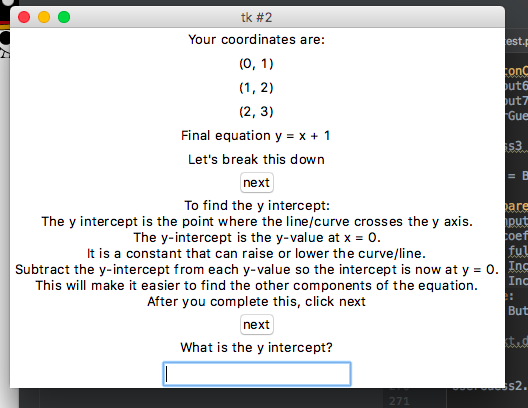 tk #2
Your coordinates are:
(0, 1)
(1, 2)
(2, 3)
Final equation y = x + 1
Let's break this down
next
To find the y intercept:
The y intercept is the point where the line/curve crosses the y axis.
The y-intercept is the y-value at x = 0.
It is a constant that can raise or lower the curve/line.
Subtract the y-intercept from each y-value so the intercept is now at y = 0.
This will make it easier to find the other components of the equation.
After you complete this, click next
next
What is the y intercept?
271